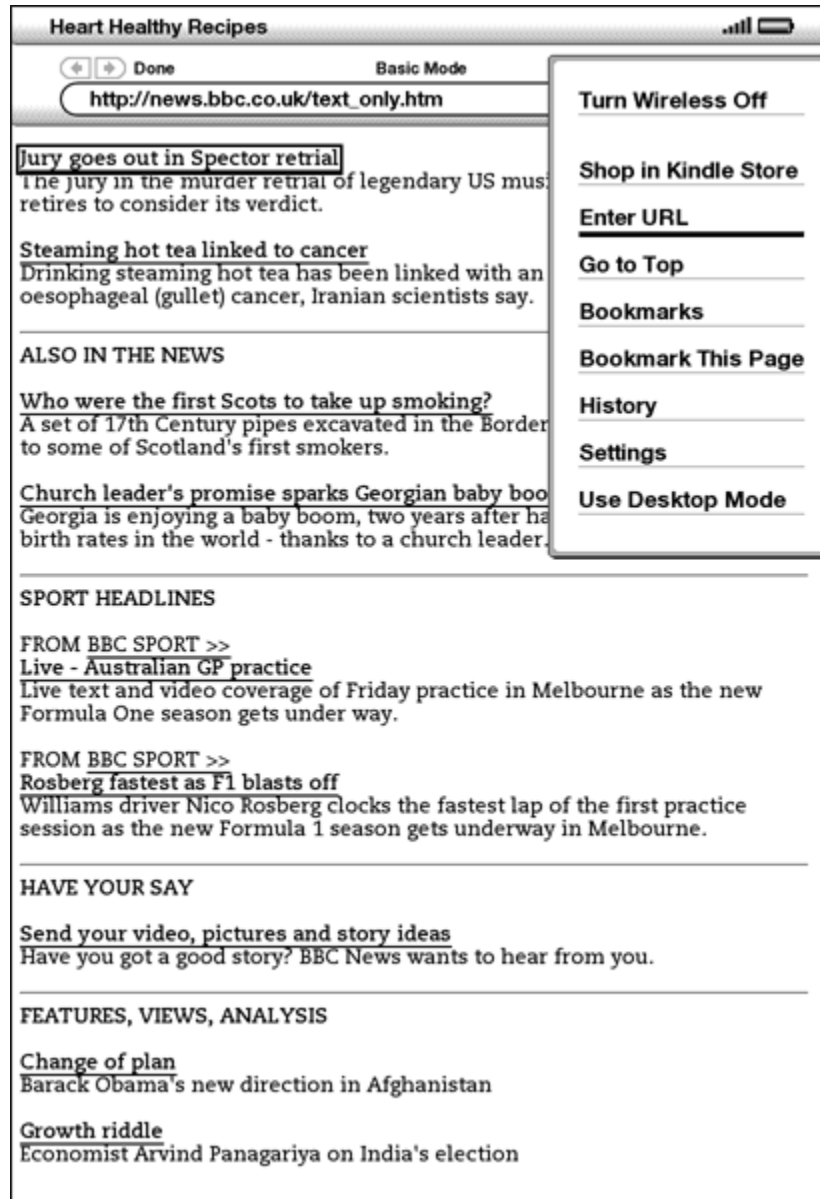 Heart Healthy Recipes
Done
Basic Mode
http://news.bbc.co.uk/text_only.htm
Turn Wireless Off
Shop in Kindle Store
Enter URL
Go to Top
Bookmarks
Bookmark This Page
History
Settings
Use Desktop Mode
Jury goes out in Spector retrial
The jury in the murder retrial of legendary US musi
retires to consider its verdict.
Steaming hot tea linked to cancer
Drinking steaming hot tea has been linked with an
oesophageal (gullet) cancer, Iranian scientists say.
ALSO IN THE NEWS
Who were the first Scots to take up smoking?
A set of 17th Century pipes excavated in the Border
to some of Scotland's first smokers.
Church leader's promise sparks Georgian baby boo
Georgia is enjoying a baby boom, two years after ha
birth rates in the world - thanks to a church leader.
SPORT HEADLINES
FROM BBC SPORT >>
Live - Australian GP practice
Live text and video coverage of Friday practice in Melbourne as the new
Formula One season gets under way.
FROM BBC SPORT >>
Rosberg fastest as F1 blasts off
Williams driver Nico Rosberg clocks the fastest lap of the first practice
session as the new Formula 1 season gets underway in Melbourne.
HAVE YOUR SAY
Send your video, pictures and story ideas
Have you got a good story? BBC News wants to hear from you.
FEATURES, VIEWS, ANALYSIS
Change of plan
Barack Obama's new direction in Afghanistan
Growth riddle
Economist Arvind Panagariya on India's election